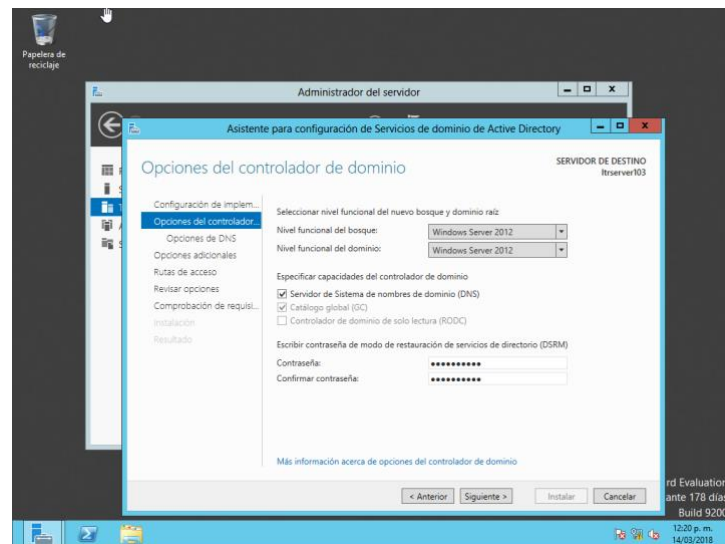 Papelera de
reciclaje
Administrador del servidor
Asistente para configuración de Servicios de dominio de Active Directory
Opciones del controlador de dominio
SERVIDOR DE DESTINO
ltrserver103
Configuración de implem...
Opciones del controlador...
Opciones de DNS
Opciones adicionales
Rutas de acceso
Revisar opciones
Comprobación de requisi...
Instalación
Resultado
Seleccionar nivel funcional del nuevo bosque y dominio raíz
Nivel funcional del bosque: Windows Server 2012
Nivel funcional del dominio: Windows Server 2012
Especificar capacidades del controlador de dominio
Servidor de Sistema de nombres de dominio (DNS)
Catálogo global (GC)
Controlador de dominio de solo lectura (RODC)
Escribir contraseña de modo de restauración de servicios de directorio (DSRM)
Contraseña: ••••••••••
Confirmar contraseña: ••••••••••
Más información acerca de opciones del controlador de dominio
< Anterior Siguiente > Instalar Cancelar
rd Evaluation
ante 178 días
Build 9200
12:20 p. m.
14/03/2018